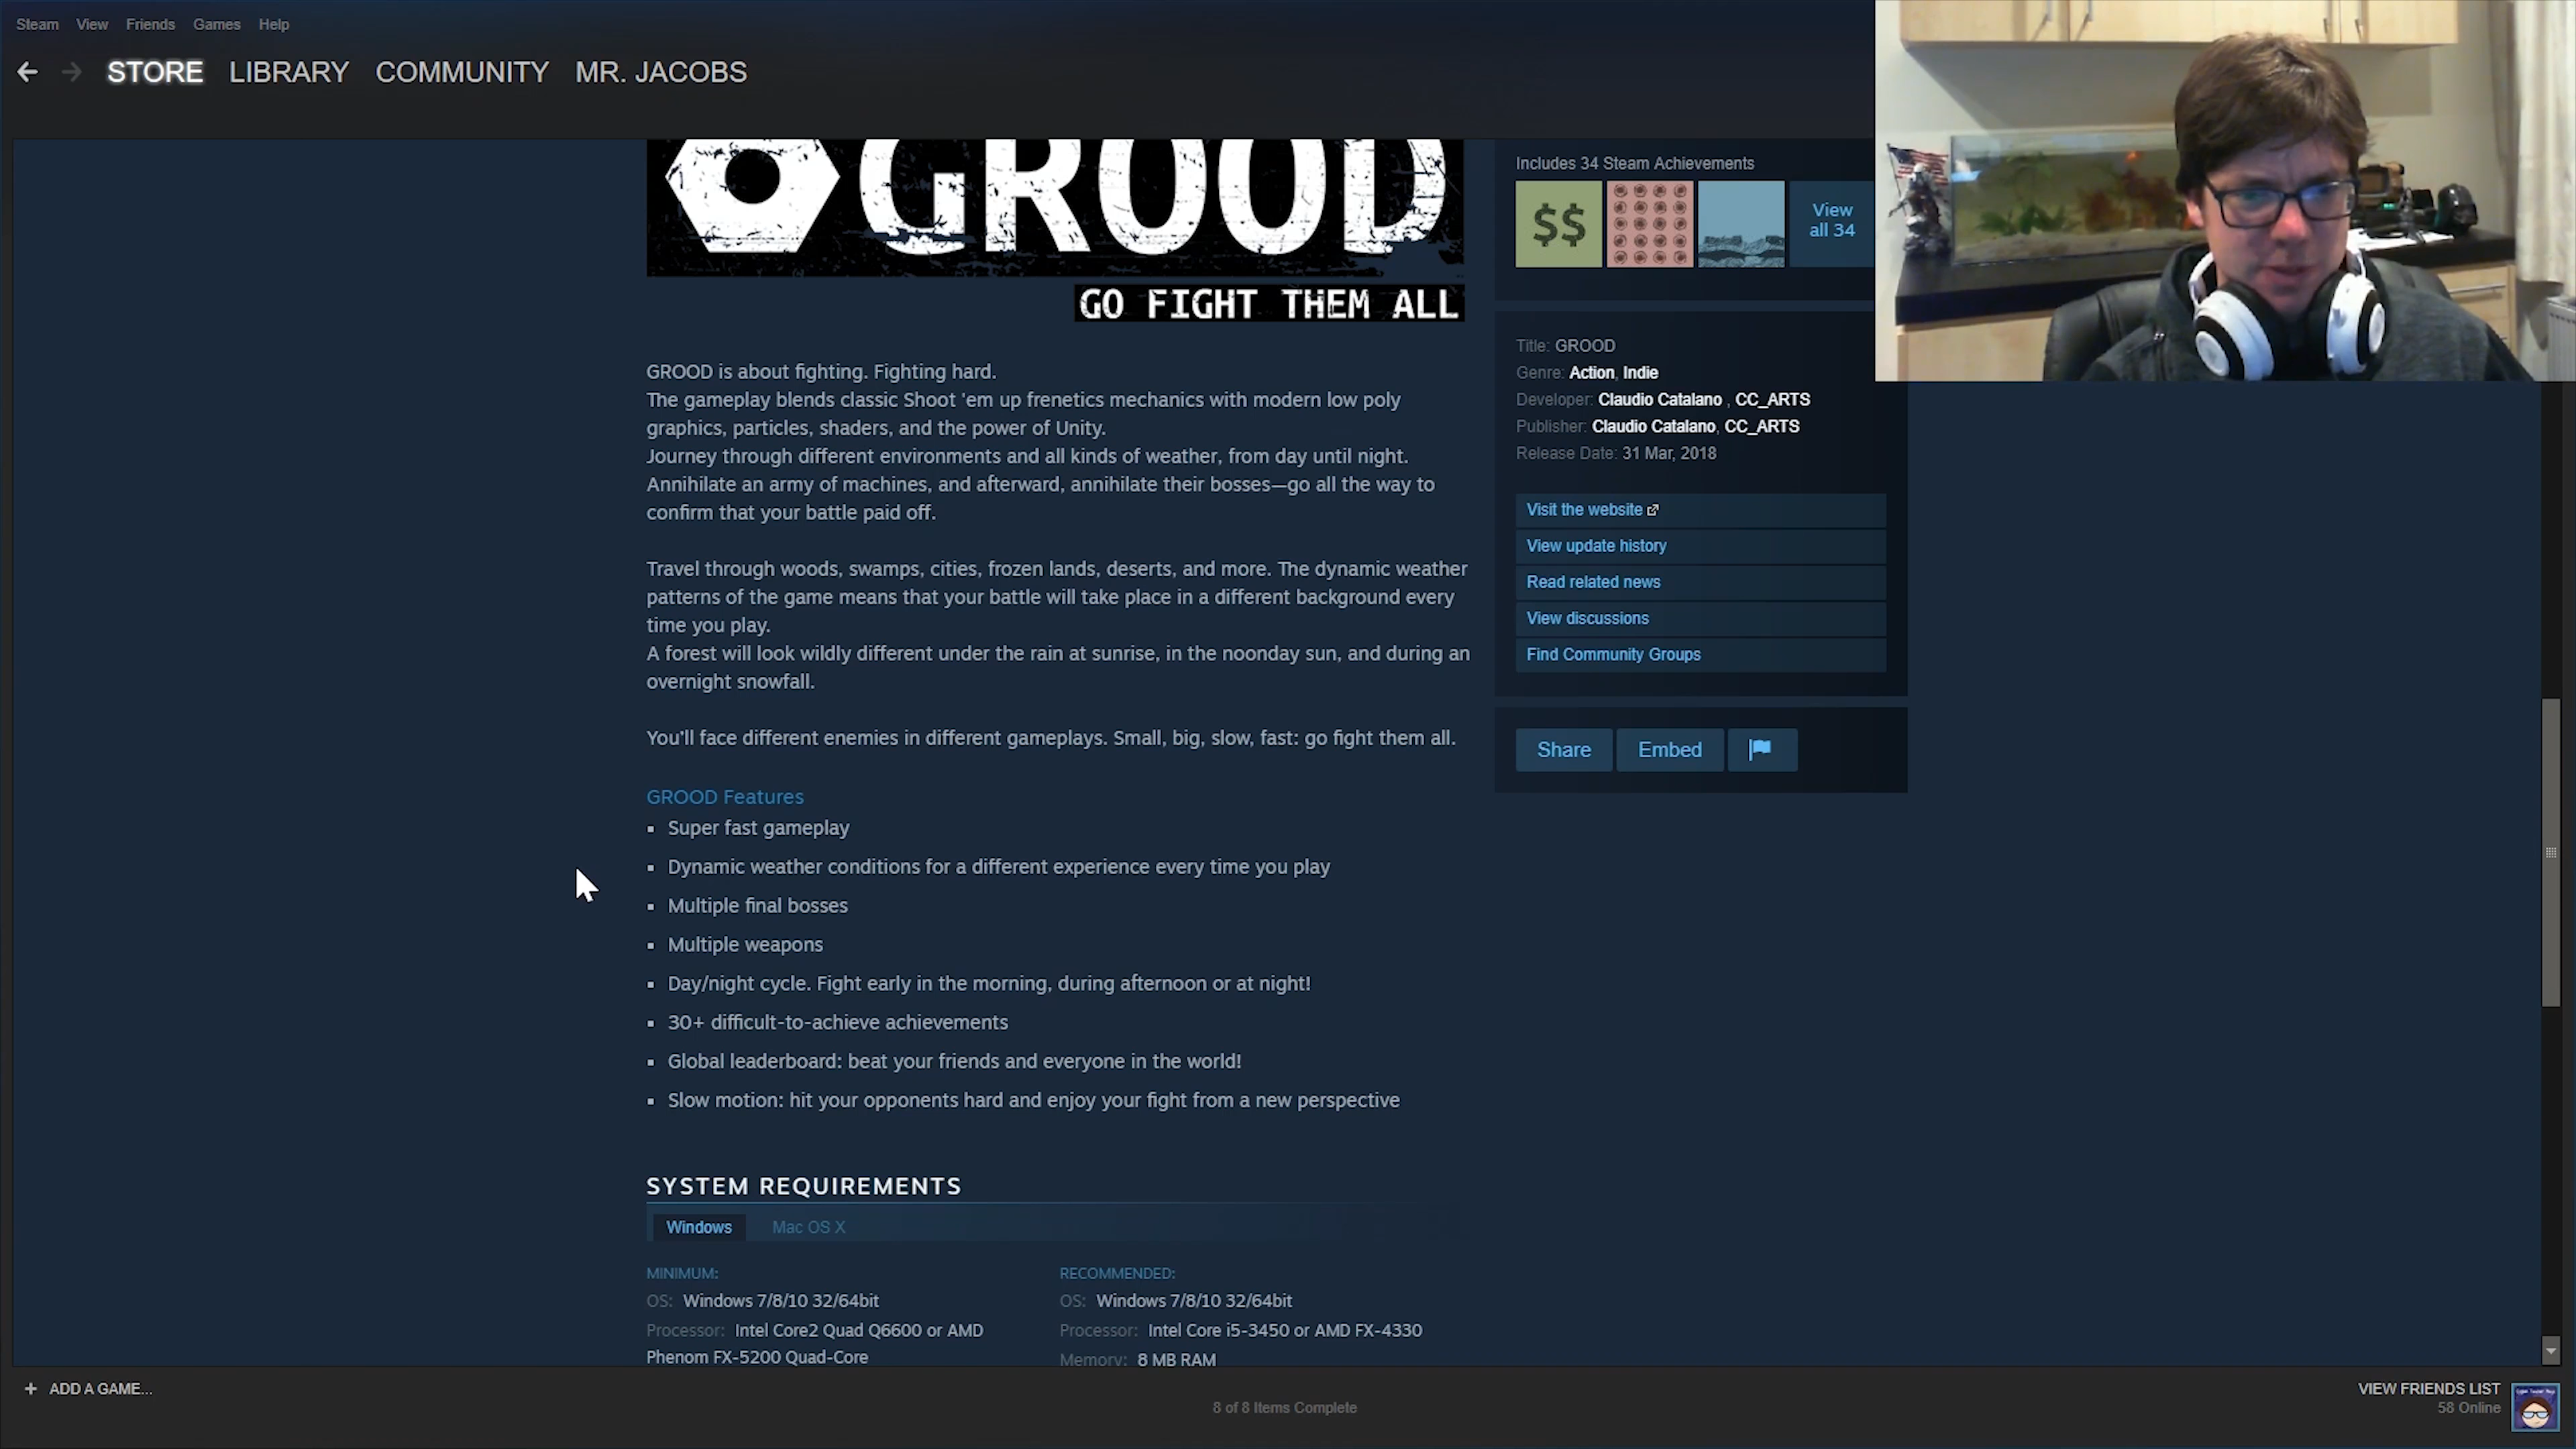 Steam View Friends Games Help
STORE LIBRARY COMMUNITY MR. JACOBS
GROOD
GO FIGHT THEM ALL
GROOD is about fighting. Fighting hard.
The gameplay blends classic Shoot 'em up frenetics mechanics with modern low poly
graphics, particles, shaders, and the power of Unity.
Journey through different environments and all kinds of weather, from day until night.
Annihilate an army of machines, and afterward, annihilate their bosses—go all the way to
confirm that your battle paid off.
Travel through woods, swamps, cities, frozen lands, deserts, and more. The dynamic weather
patterns of the game means that your battle will take place in a different background every
time you play.
A forest will look wildly different under the rain at sunrise, in the noonday sun, and during an
overnight snowfall.
You'll face different enemies in different gameplays. Small, big, slow, fast: go fight them all.
GROOD Features
▪ Super fast gameplay
▪ Dynamic weather conditions for a different experience every time you play
▪ Multiple final bosses
▪ Multiple weapons
▪ Day/night cycle. Fight early in the morning, during afternoon or at night!
▪ 30+ difficult-to-achieve achievements
▪ Global leaderboard: beat your friends and everyone in the world!
▪ Slow motion: hit your opponents hard and enjoy your fight from a new perspective
SYSTEM REQUIREMENTS
Windows Mac OS X
MINIMUM:
OS: Windows 7/8/10 32/64bit
Processor: Intel Core2 Quad Q6600 or AMD
Phenom FX-5200 Quad-Core
RECOMMENDED:
OS: Windows 7/8/10 32/64bit
Processor: Intel Core i5-3450 or AMD FX-4330
Memory: 8 MB RAM
Includes 34 Steam Achievements
$$
View
all 34
Title: GROOD
Genre: Action, Indie
Developer: Claudio Catalano , CC_ARTS
Publisher: Claudio Catalano, CC_ARTS
Release Date: 31 Mar, 2018
Visit the website
View update history
Read related news
View discussions
Find Community Groups
Share Embed
+ ADD A GAME...
8 of 8 Items Complete
VIEW FRIENDS LIST
58 Online